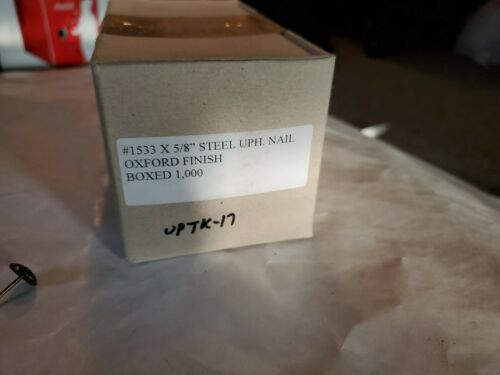 #1533 X 5/8" STEEL UPH. NAIL
OXFORD FINISH
BOXED 1,000
UPTK-17